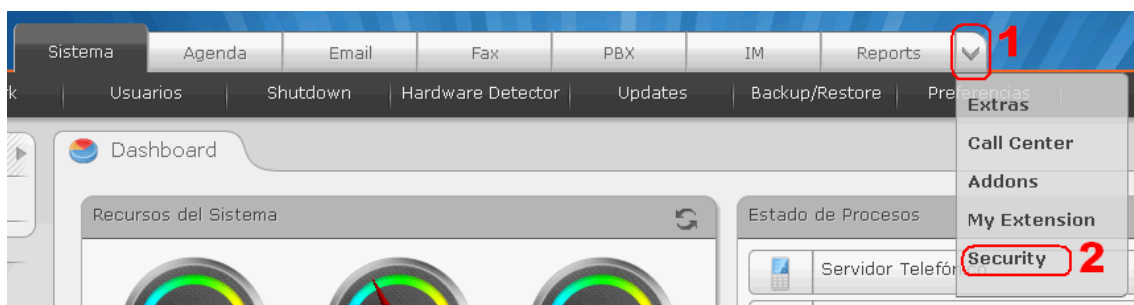 Sistema Agenda Email Fax PBX IM Reports 1
k Usuarios Shutdown Hardware Detector Updates Backup/Restore Preferencias
Extras
Dashboard
Call Center
Addons
Recursos del Sistema
Estado de Procesos
My Extension
Security 2
Servidor Telefónico